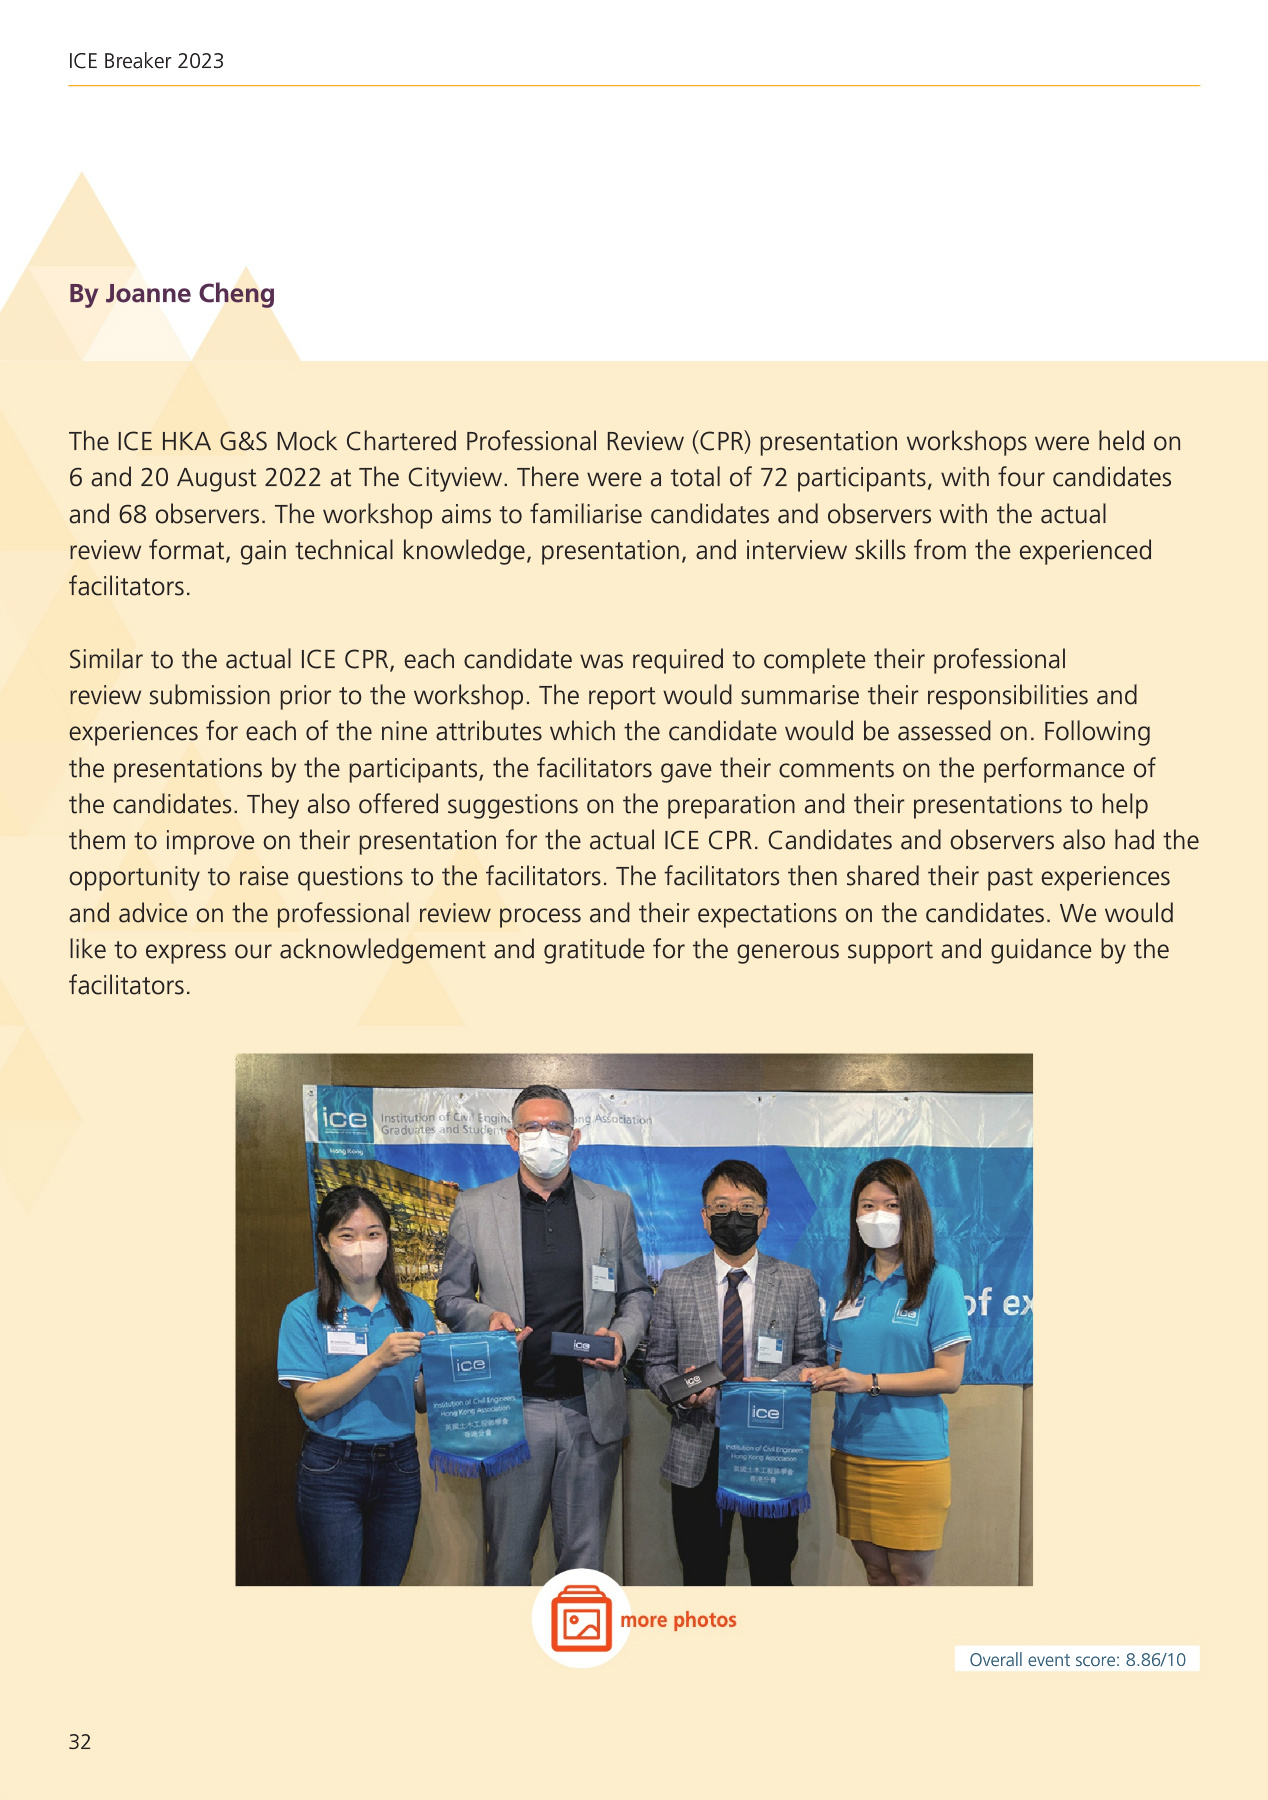 ICE Breaker 2023
By Joanne Cheng
The ICE HKA G&S Mock Chartered Professional Review (CPR) presentation workshops were held on
6 and 20 August 2022 at The Cityview. There were a total of 72 participants, with four candidates
and 68 observers. The workshop aims to familiarise candidates and observers with the actual
review format, gain technical knowledge, presentation, and interview skills from the experienced
facilitators.
Similar to the actual ICE CPR, each candidate was required to complete their professional
review submission prior to the workshop. The report would summarise their responsibilities and
experiences for each of the nine attributes which the candidate would be assessed on. Following
the presentations by the participants, the facilitators gave their comments on the performance of
the candidates. They also offered suggestions on the preparation and their presentations to help
them to improve on their presentation for the actual ICE CPR. Candidates and observers also had the
opportunity to raise questions to the facilitators. The facilitators then shared their past experiences
and advice on the professional review process and their expectations on the candidates. We would
like to express our acknowledgement and gratitude for the generous support and guidance by the
facilitators.
ice
Hong Kong
Institution of Civil Engine ong Association
Graduates and Students
of ex
ice
ice
Institution of Civil Engineers
Hong Kong Association
英國土木工程師學會
香港分會
ice
ice
ice
Institution of Civil Engineers
Hong Kong Association
英國土木工程師學會
香港分會
more photos
Overall event score: 8.86/10
32